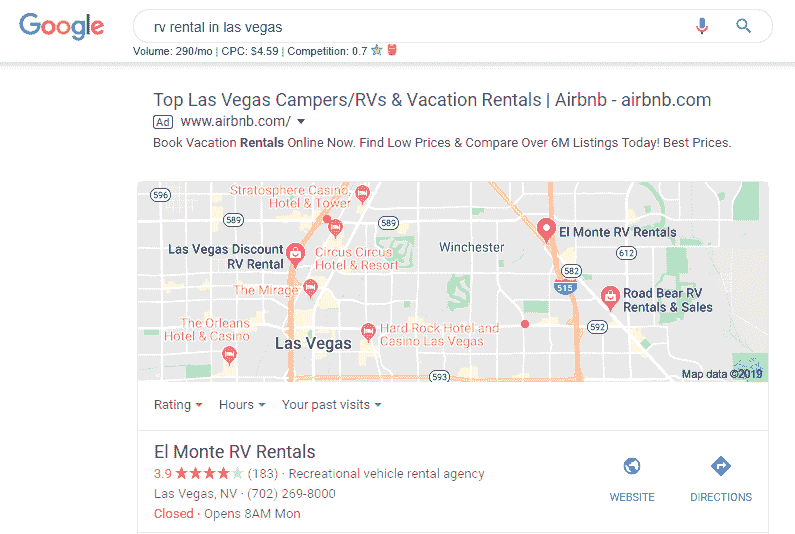 Google
rv rental in las vegas
Volume: 290/mo | CPC: $4.59 | Competition: 0.7
Top Las Vegas Campers/RVs & Vacation Rentals | Airbnb - airbnb.com
Ad www.airbnb.com/
Book Vacation Rentals Online Now. Find Low Prices & Compare Over 6M Listings Today! Best Prices.
596
Stratosphere Casino,
Hotel & Tower
589
589
Las Vegas Discount
RV Rental
Circus Circus
Hotel & Resort
Winchester
El Monte RV Rentals
612
582
515
The Mirage
Road Bear RV
Rentals & Sales
The Orleans
Hotel & Casino
Las Vegas
Hard Rock Hotel and
Casino Las Vegas
592
593
Map data ©2019
Rating Hours Your past visits
El Monte RV Rentals
3.9 (183) · Recreational vehicle rental agency
Las Vegas, NV · (702) 269-8000
Closed · Opens 8AM Mon
WEBSITE
DIRECTIONS